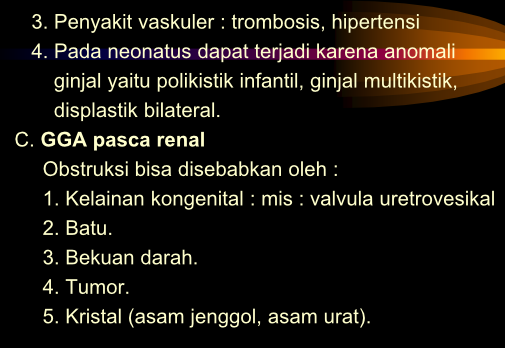 3. Penyakit vaskuler : trombosis, hipertensi
4. Pada neonatus dapat terjadi karena anomali
ginjal yaitu polikistik infantil, ginjal multikistik,
displastik bilateral.
C. GGA pasca renal
Obstruksi bisa disebabkan oleh :
1. Kelainan kongenital : mis : valvula uretrovesikal
2. Batu.
3. Bekuan darah.
4. Tumor.
5. Kristal (asam jenggol, asam urat).